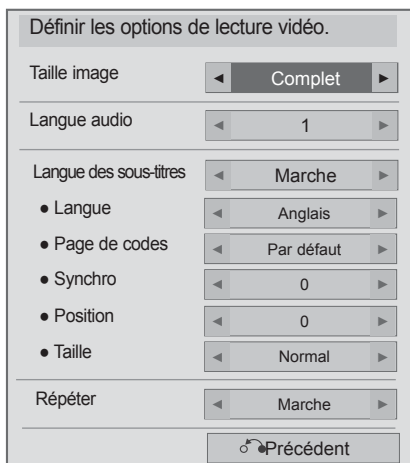 Définir les options de lecture vidéo.
Taille image ◄ Complet ►
Langue audio ◄ 1 ►
Langue des sous-titres ◄ Marche ►
● Langue ◄ Anglais ►
● Page de codes ◄ Par défaut ►
● Synchro ◄ 0 ►
● Position ◄ 0 ►
● Taille ◄ Normal ►
Répéter ◄ Marche ►
Précédent